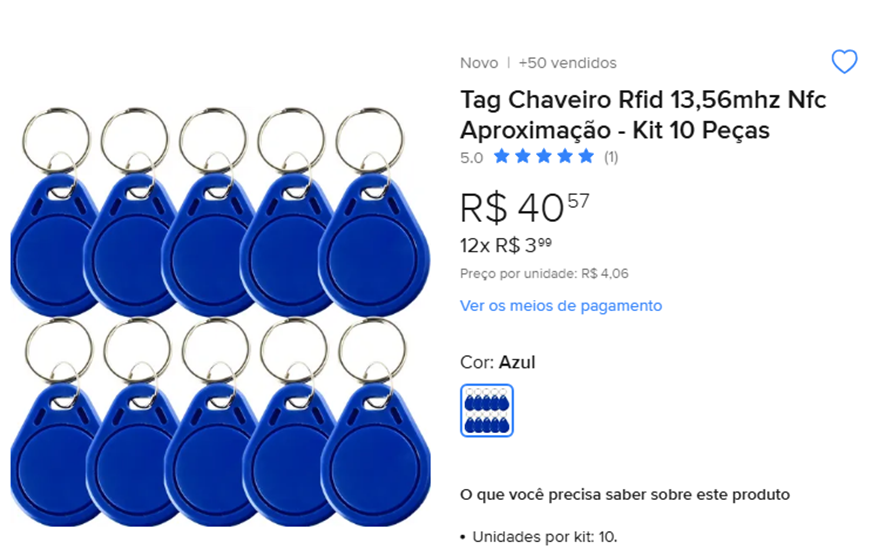 Novo | +50 vendidos
Tag Chaveiro Rfid 13,56mhz Nfc
Aproximação - Kit 10 Peças
5.0 (1)
R$ 40 57
12x R$ 3 99
Preço por unidade: R$ 4,06
Ver os meios de pagamento
Cor: Azul
O que você precisa saber sobre este produto
• Unidades por kit: 10.